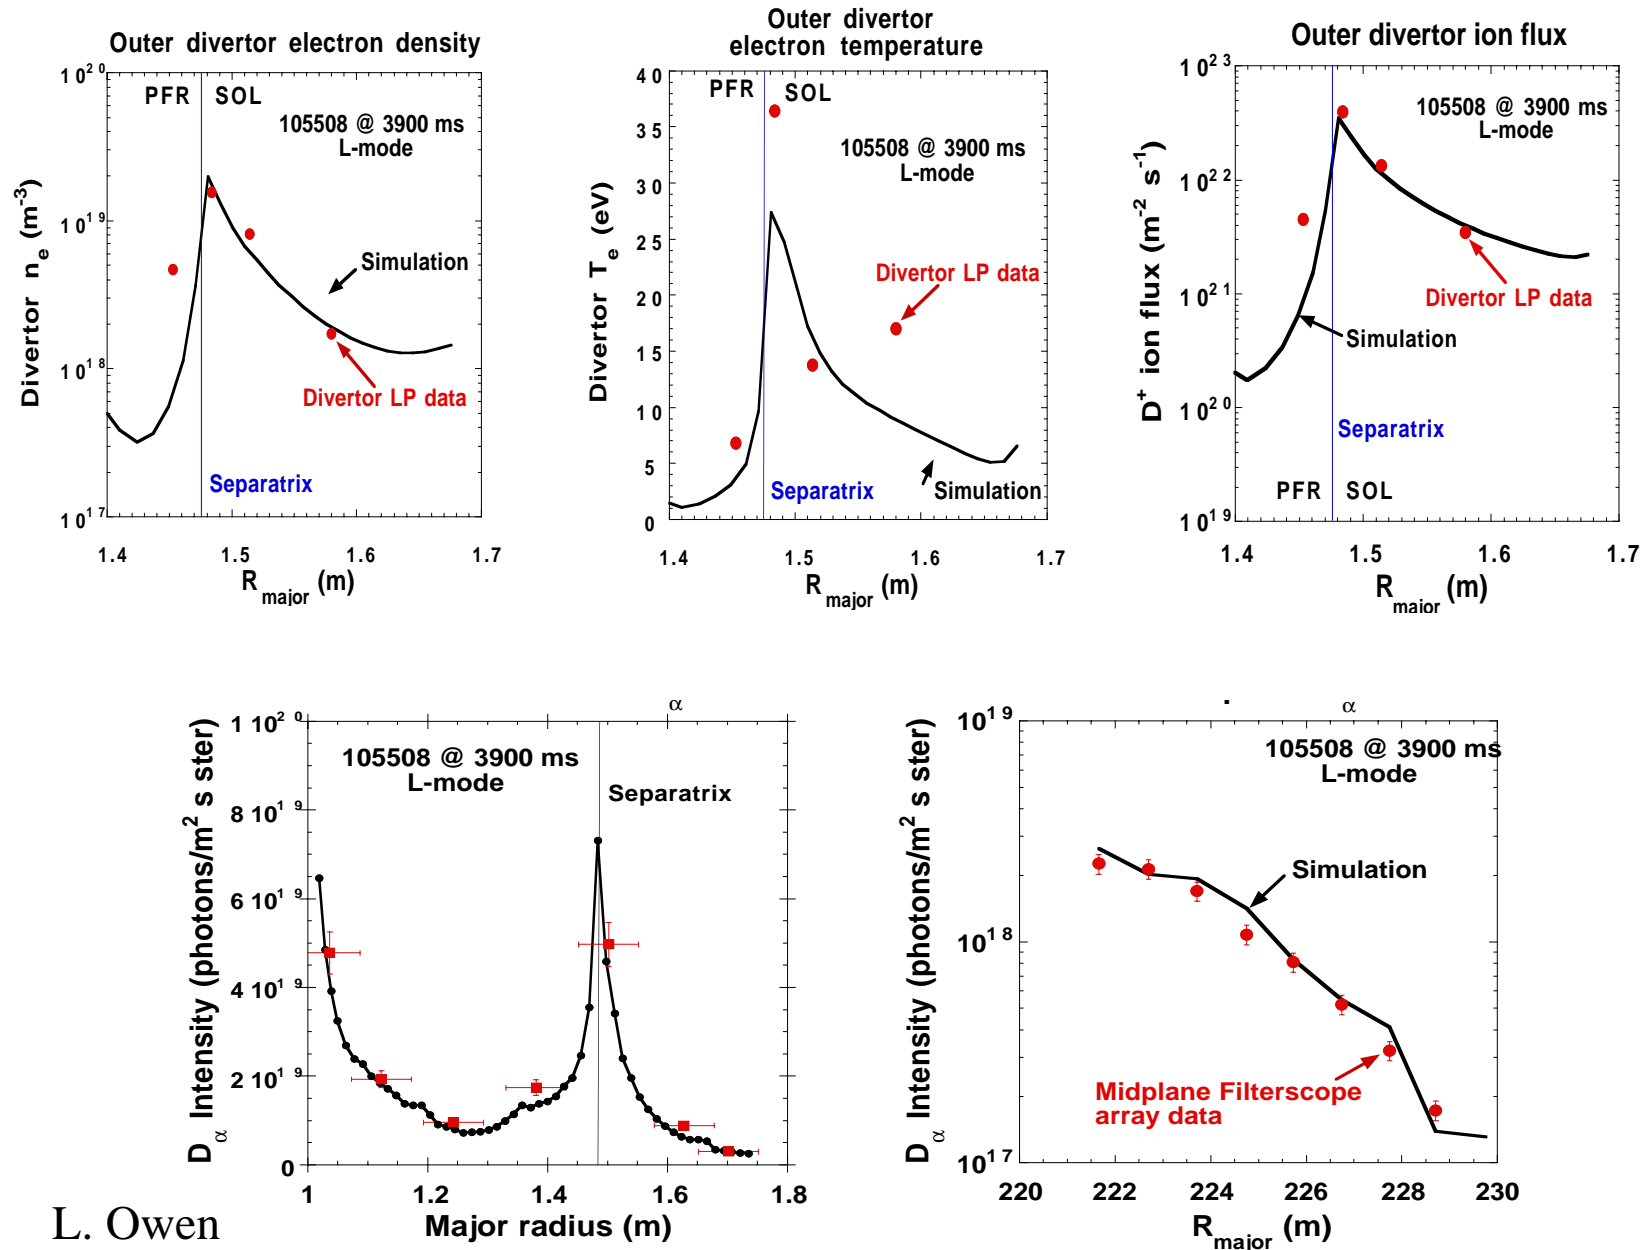 Outer divertor electron density
10^20
PFR SOL
105508 @ 3900 ms
L-mode
10^19
Simulation
10^18
Divertor LP data
Separatrix
10^17
1.4 1.5 1.6 1.7
Divertor n_e (m^-3)
R_major (m)
Outer divertor
electron temperature
40
PFR SOL
35
105508 @ 3900 ms
L-mode
30
25
Divertor LP data
20
15
10
5
Separatrix
Simulation
0
1.4 1.5 1.6 1.7
Divertor T_e (eV)
R_major (m)
Outer divertor ion flux
10^23
105508 @ 3900 ms
L-mode
10^22
10^21
Divertor LP data
Simulation
10^20
Separatrix
PFR SOL
10^19
1.4 1.5 1.6 1.7
D^+ ion flux (m^-2 s^-1)
R_major (m)
α
1 10^20
105508 @ 3900 ms
L-mode
Separatrix
8 10^19
6 10^19
4 10^19
2 10^19
0
1 1.2 1.4 1.6 1.8
D_α Intensity (photons/m^2 s ster)
Major radius (m)
α
10^19
105508 @ 3900 ms
L-mode
Simulation
10^18
Midplane Filterscope
array data
10^17
220 222 224 226 228 230
D_α Intensity (photons/m^2 s ster)
R_major (m)
L. Owen